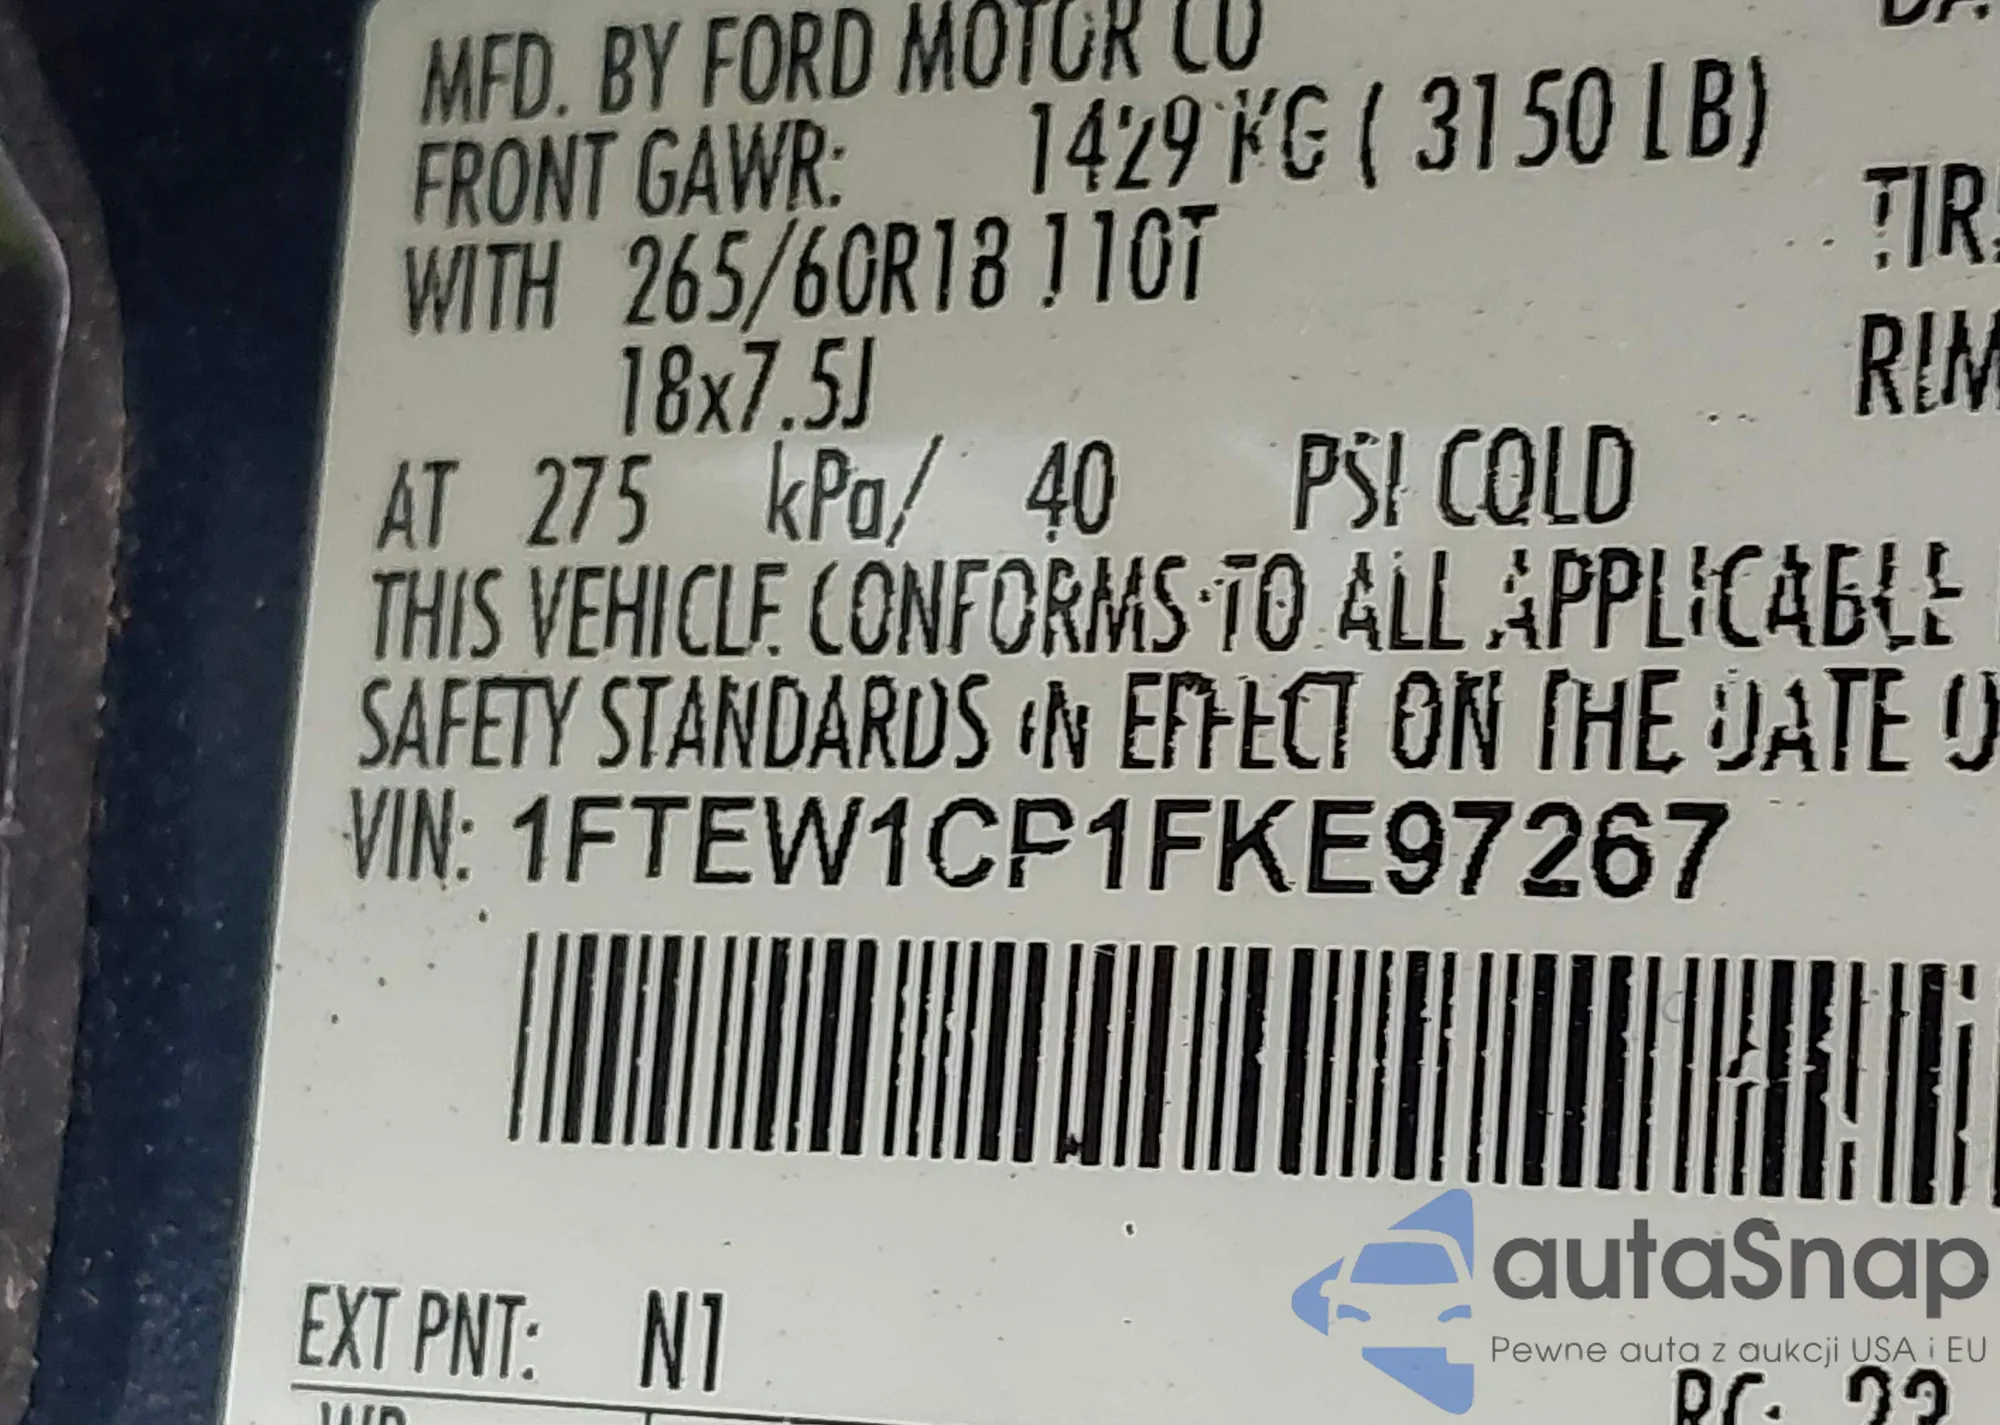 MFD. BY FORD MOTOR CO
FRONT GAWR: 1429 KG ( 3150 LB)
WITH 265/60R18 110T
TIR
18x7.5J
RIM
AT 275 kPa/ 40 PSI COLD
THIS VEHICLE CONFORMS TO ALL APPLICABLE
SAFETY STANDARDS IN EFFECT ON THE DATE O
VIN: 1FTEW1CP1FKE97267
autaSnap
Pewne auta z aukcji USA i EU
EXT PNT: N1
RC: 22